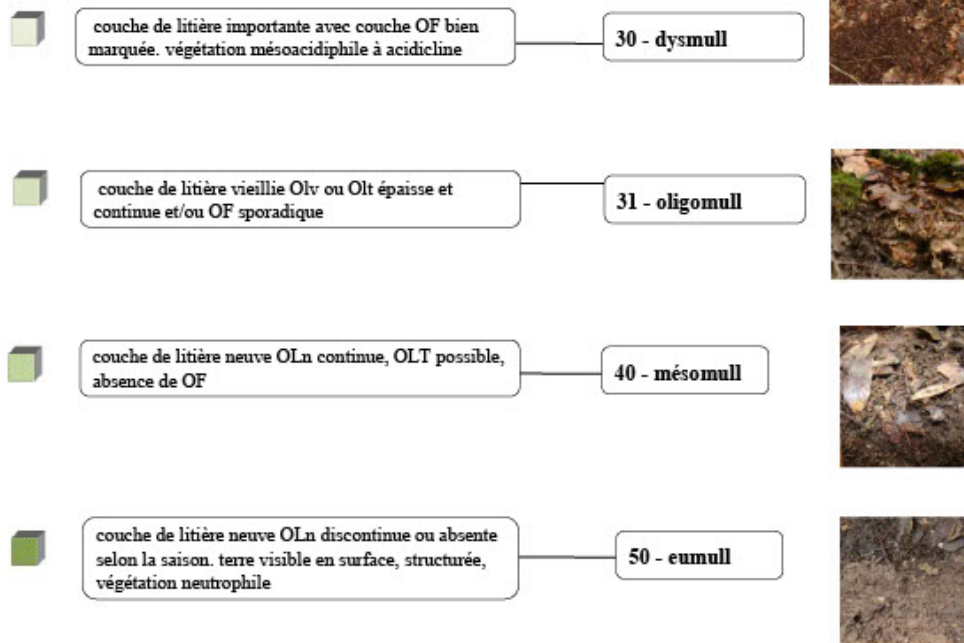 couche de litière importante avec couche OF bien
marquée. végétation mésoacidiphile à acidicline
30 - dysmull
couche de litière vieillie Olv ou Olt épaisse et
continue et/ou OF sporadique
31 - oligomull
couche de litière neuve OLn continue, OLT possible,
absence de OF
40 - mésomull
couche de litière neuve OLn discontinue ou absente
selon la saison. terre visible en surface, structurée,
végétation neutrophile
50 - eumull